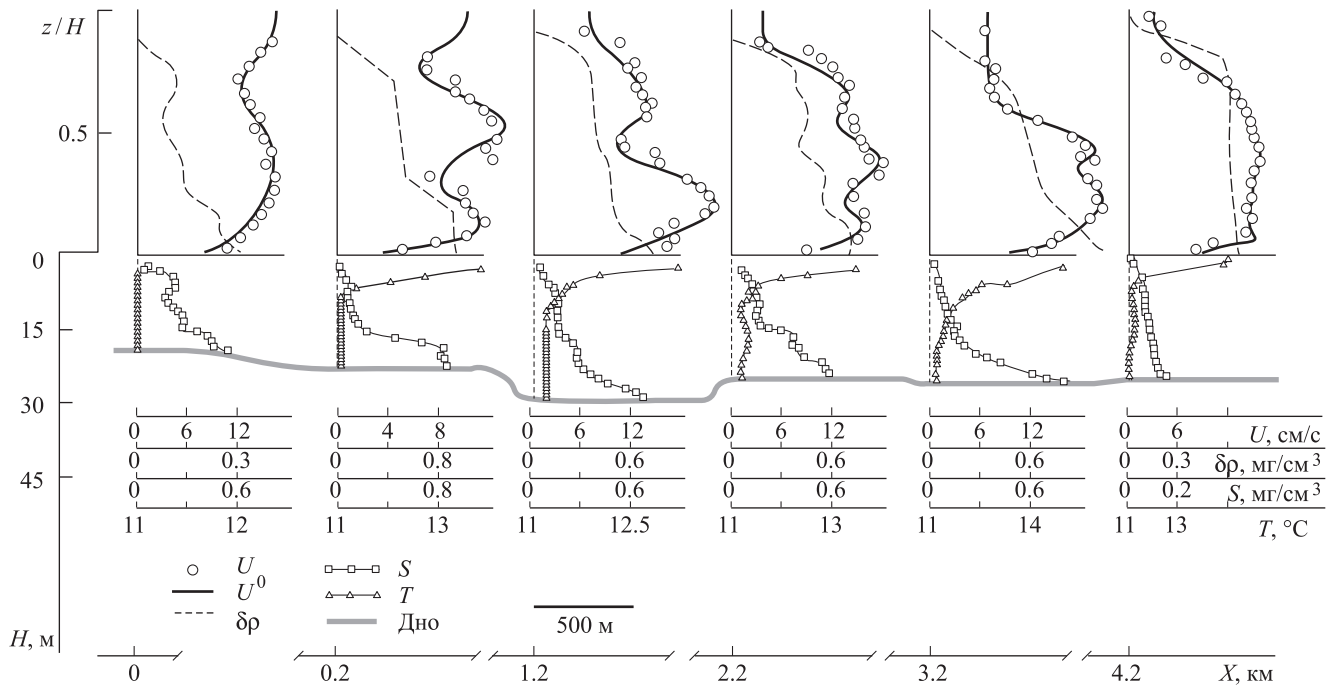 z/H
0.5
0
15
30
45
H, м
0 6 12 0 4 8 0 6 12 0 6 12 0 6 12 0 6 U, см/с
0 0.3 0 0.8 0 0.6 0 0.6 0 0.6 0 0.3 δρ, мг/см³
0 0.6 0 0.8 0 0.6 0 0.6 0 0.6 0 0.2 S, мг/см³
11 12 11 13 11 12.5 11 13 11 14 11 13 T, °C
U S
U⁰ T
δρ Дно
500 м
0 0.2 1.2 2.2 3.2 4.2 X, км